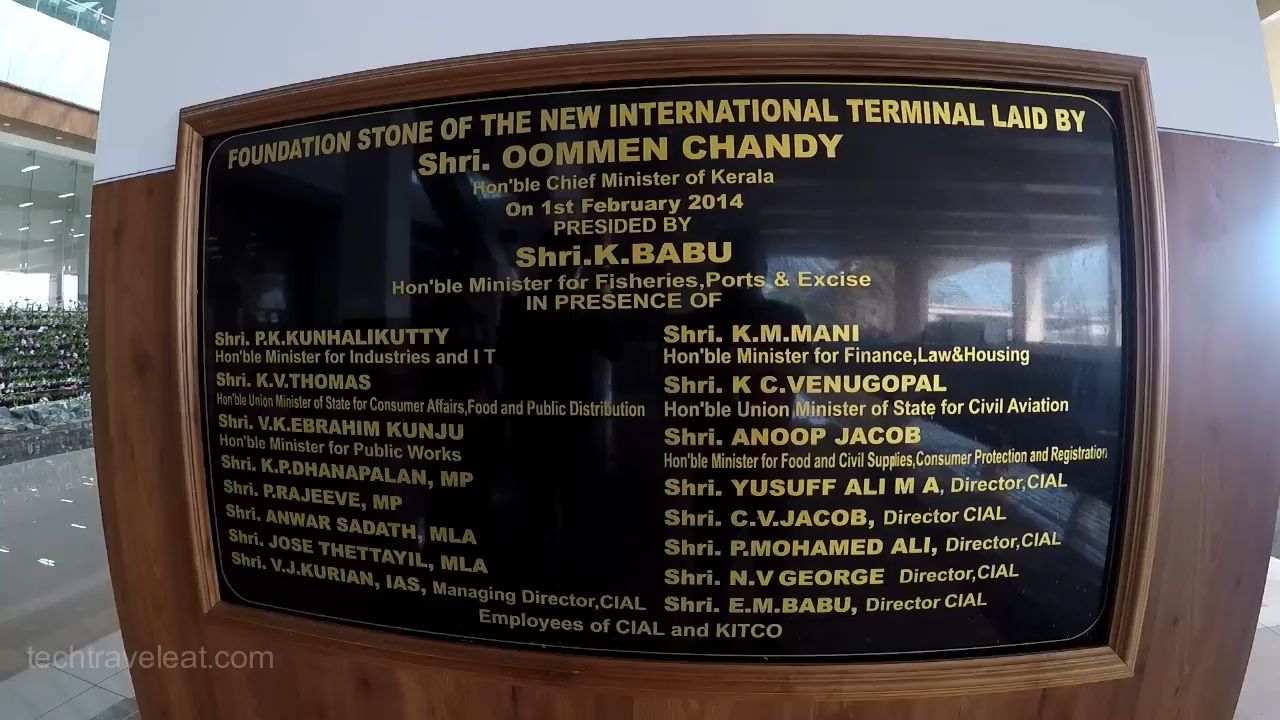 FOUNDATION STONE OF THE NEW INTERNATIONAL TERMINAL LAID BY
Shri. OOMMEN CHANDY
Hon'ble Chief Minister of Kerala
On 1st February 2014
PRESIDED BY
Shri.K.BABU
Hon'ble Minister for Fisheries,Ports & Excise
IN PRESENCE OF
Shri. P.K.KUNHALIKUTTY
Hon'ble Minister for Industries and I T
Shri. K.V.THOMAS
Hon'ble Union Minister of State for Consumer Affairs,Food and Public Distribution
Shri. V.K.EBRAHIM KUNJU
Hon'ble Minister for Public Works
Shri. K.P.DHANAPALAN, MP
Shri. P.RAJEEVE, MP
Shri. ANWAR SADATH, MLA
Shri. JOSE THETTAYIL, MLA
Shri. V.J.KURIAN, IAS, Managing Director,CIAL
Shri. K.M.MANI
Hon'ble Minister for Finance,Law&Housing
Shri. K C.VENUGOPAL
Hon'ble Union Minister of State for Civil Aviation
Shri. ANOOP JACOB
Hon'ble Minister for Food and Civil Supplies,Consumer Protection and Registration
Shri. YUSUFF ALI M A, Director,CIAL
Shri. C.V.JACOB, Director CIAL
Shri. P.MOHAMED ALI, Director,CIAL
Shri. N.V GEORGE Director,CIAL
Shri. E.M.BABU, Director CIAL
Employees of CIAL and KITCO
techtraveleat.com